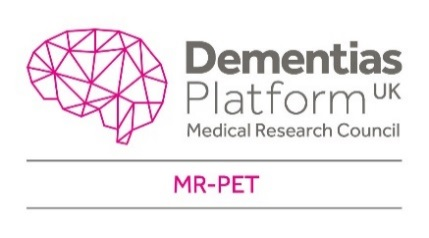 Dementias
Platform UK
Medical Research Council
MR-PET